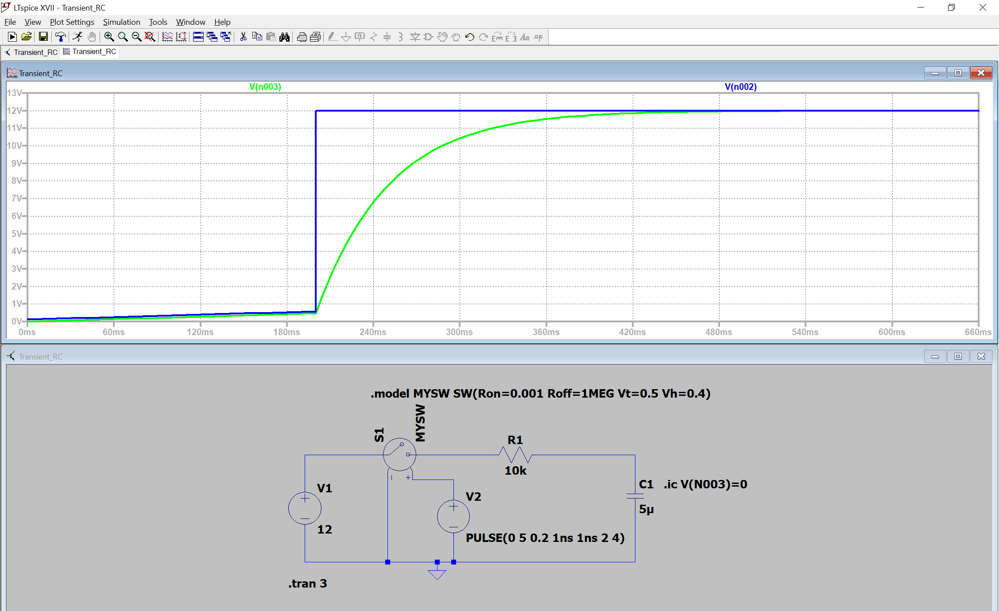 LTspice XVII - Transient_RC
File View Plot Settings Simulation Tools Window Help
Transient_RC Transient_RC
Transient_RC
V(n003) V(n002)
13V
12V
11V
10V
9V
8V
7V
6V
5V
4V
3V
2V
1V
0V
0ms 60ms 120ms 180ms 240ms 300ms 360ms 420ms 480ms 540ms 600ms 660ms
Transient_RC
.model MYSW SW(Ron=0.001 Roff=1MEG Vt=0.5 Vh=0.4)
S1
MYSW
R1
10k
V1
12
V2
PULSE(0 5 0.2 1ns 1ns 2 4)
C1 .ic V(N003)=0
5µ
.tran 3